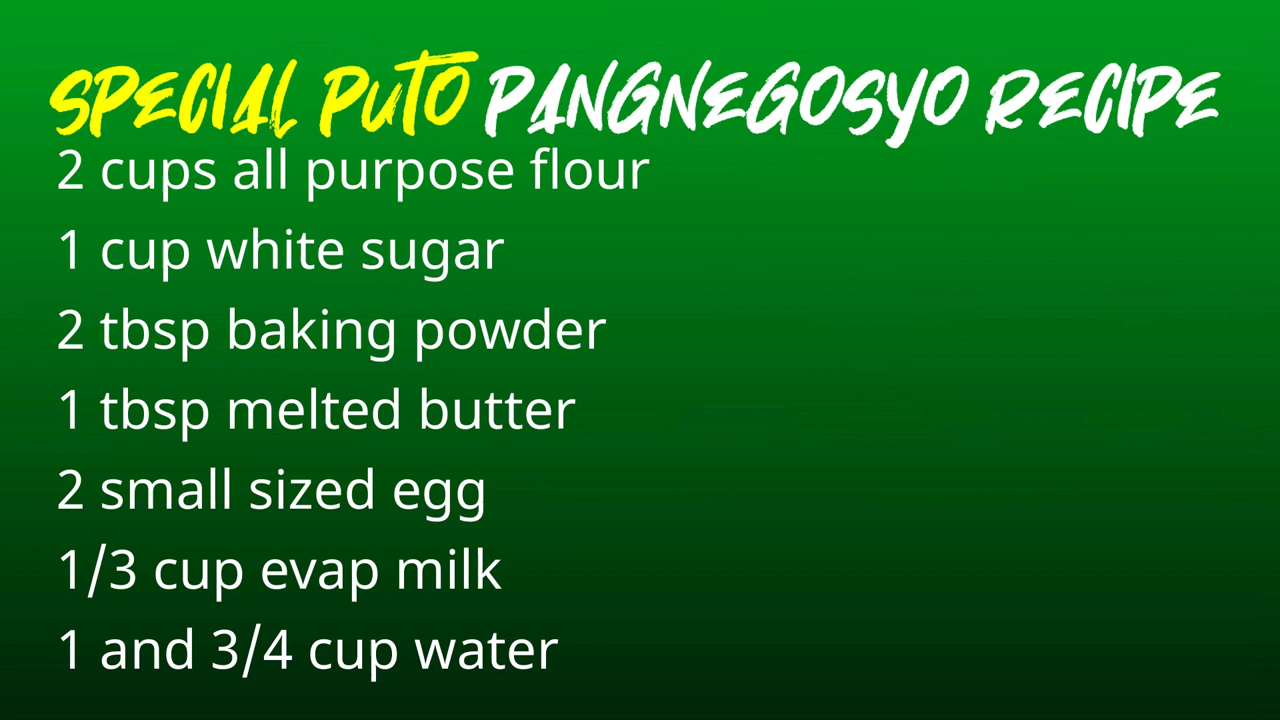 SPECIAL PUTO PANGNEGOSYO RECIPE
2 cups all purpose flour
1 cup white sugar
2 tbsp baking powder
1 tbsp melted butter
2 small sized egg
1/3 cup evap milk
1 and 3/4 cup water